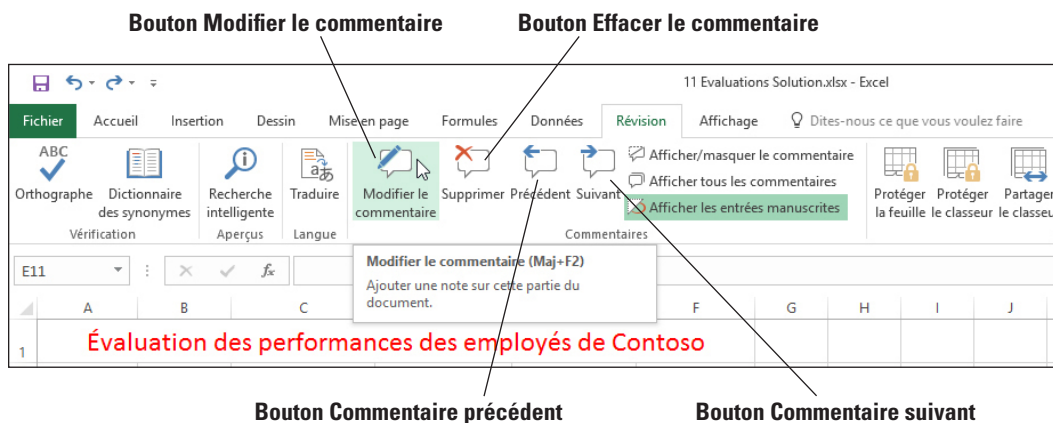 Bouton Modifier le commentaire
Bouton Effacer le commentaire
11 Evaluations Solution.xlsx - Excel
Fichier Accueil Insertion Dessin Mise en page Formules Données Révision Affichage Dites-nous ce que vous voulez faire
ABC
Orthographe
Dictionnaire
des synonymes
Vérification
Recherche
intelligente
Aperçus
Traduire
Langue
Modifier le
commentaire
Supprimer
Précédent
Suivant
Afficher/masquer le commentaire
Afficher tous les commentaires
Afficher les entrées manuscrites
Commentaires
Protéger
la feuille
Protéger
le classeur
Partager
le classeu
E11
fx
Modifier le commentaire (Maj+F2)
Ajouter une note sur cette partie du
document.
A B C F G H I J
1 Évaluation des performances des employés de Contoso
Bouton Commentaire précédent
Bouton Commentaire suivant